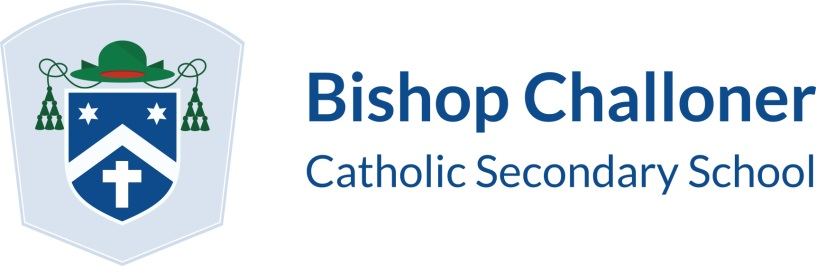 Bishop Challoner
Catholic Secondary School